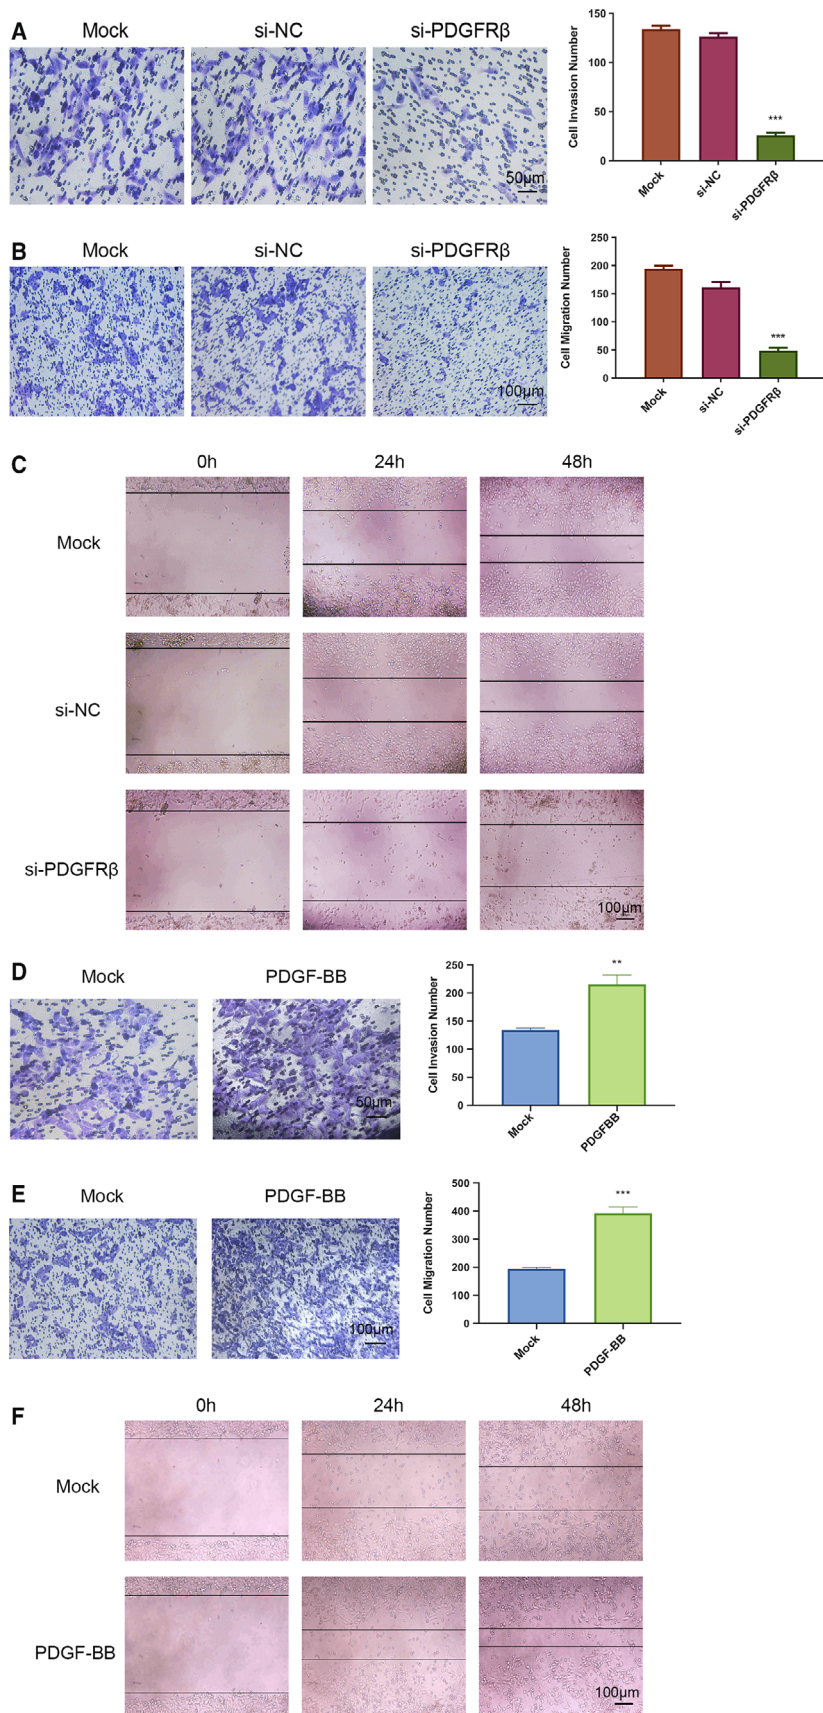 A
Mock
si-NC
si-PDGFRβ
50μm
Cell Invasion Number
150
100
50
0
***
Mock
si-NC
si-PDGFRβ
B
Mock
si-NC
si-PDGFRβ
100μm
Cell Migration Number
250
200
150
100
50
0
***
Mock
si-NC
si-PDGFRβ
C
0h
24h
48h
Mock
si-NC
si-PDGFRβ
100μm
D
Mock
PDGF-BB
50μm
Cell Invasion Number
250
200
150
100
50
0
**
Mock
PDGFBB
E
Mock
PDGF-BB
100μm
Cell Migration Number
500
400
300
200
100
0
***
Mock
PDGF-BB
F
0h
24h
48h
Mock
PDGF-BB
100μm